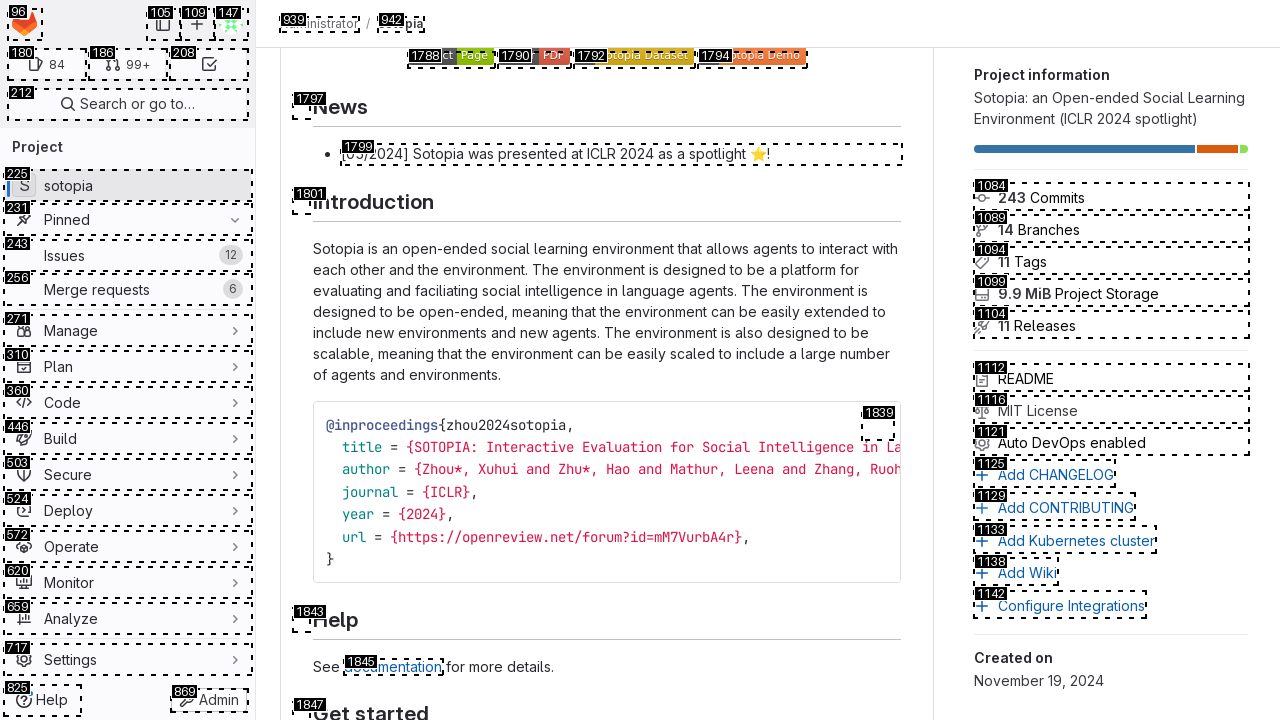 96
105
109
147
180
84
186
99+
208
212
Search or go to…
Project
225
S
sotopia
231
Pinned
243
Issues
12
256
Merge requests
6
271
Manage
310
Plan
360
Code
446
Build
503
Secure
524
Deploy
572
Operate
620
Monitor
659
Analyze
717
Settings
825
Help
869
Admin
939
942
Administrator / sotopia
1788
Page
1790
PDF
1792
Sotopia Dataset
1794
Sotopia Demo
1797
News
1799
[05/2024] Sotopia was presented at ICLR 2024 as a spotlight ⭐!
1801
Introduction
Sotopia is an open-ended social learning environment that allows agents to interact with
each other and the environment. The environment is designed to be a platform for
evaluating and faciliating social intelligence in language agents. The environment is
designed to be open-ended, meaning that the environment can be easily extended to
include new environments and new agents. The environment is also designed to be
scalable, meaning that the environment can be easily scaled to include a large number
of agents and environments.
1839
@inproceedings{zhou2024sotopia,
title = {SOTOPIA: Interactive Evaluation for Social Intelligence in La
author = {Zhou*, Xuhui and Zhu*, Hao and Mathur, Leena and Zhang, Ruoh
journal = {ICLR},
year = {2024},
url = {https://openreview.net/forum?id=mM7VurbA4r},
}
1843
Help
1845
See documentation for more details.
1847
Get started
Project information
Sotopia: an Open-ended Social Learning
Environment (ICLR 2024 spotlight)
1084
243 Commits
1089
14 Branches
1094
11 Tags
1099
9.9 MiB Project Storage
1104
11 Releases
1112
README
1116
MIT License
1121
Auto DevOps enabled
1125
Add CHANGELOG
1129
Add CONTRIBUTING
1133
Add Kubernetes cluster
1138
Add Wiki
1142
Configure Integrations
Created on
November 19, 2024